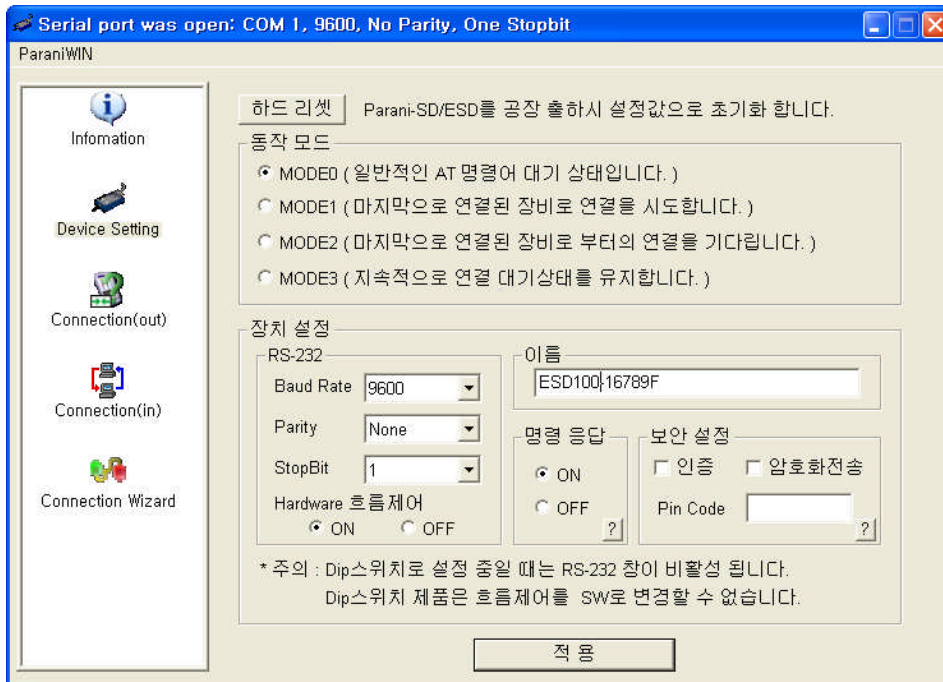 Serial port was open: COM 1, 9600, No Parity, One Stopbit
ParaniWIN
Infomation
Device Setting
Connection(out)
Connection(in)
Connection Wizard
하드 리셋 Parani-SD/ESD를 공장 출하시 설정값으로 초기화 합니다.
동작 모드
MODE0 ( 일반적인 AT 명령어 대기 상태입니다. )
MODE1 ( 마지막으로 연결된 장비로 연결을 시도합니다. )
MODE2 ( 마지막으로 연결된 장비로 부터의 연결을 기다립니다. )
MODE3 ( 지속적으로 연결 대기상태를 유지합니다. )
장치 설정
RS-232
Baud Rate 9600
Parity None
StopBit 1
Hardware 흐름제어
ON OFF
이름
ESD100-16789F
명령 응답
ON
OFF
?
보안 설정
인증 암호화전송
Pin Code
?
* 주의 : Dip스위치로 설정 중일 때는 RS-232 창이 비활성 됩니다.
Dip스위치 제품은 흐름제어를 SW로 변경할 수 없습니다.
적 용